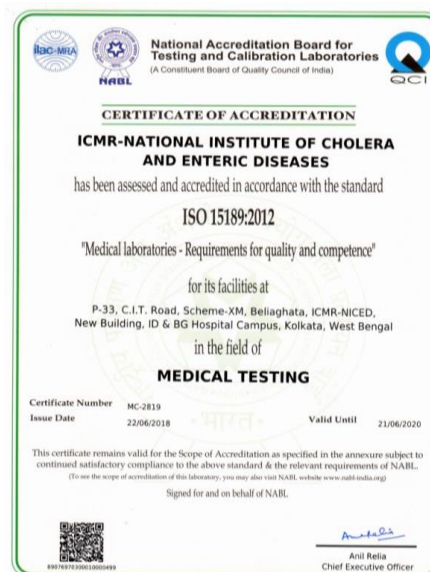 ilac-MRA
NABL
National Accreditation Board for
Testing and Calibration Laboratories
(A Constituent Board of Quality Council of India)
QCI
CERTIFICATE OF ACCREDITATION
ICMR-NATIONAL INSTITUTE OF CHOLERA
AND ENTERIC DISEASES
has been assessed and accredited in accordance with the standard
ISO 15189:2012
"Medical laboratories - Requirements for quality and competence"
for its facilities at
P-33, C.I.T. Road, Scheme-XM, Beliaghata, ICMR-NICED,
New Building, ID & BG Hospital Campus, Kolkata, West Bengal
in the field of
MEDICAL TESTING
Certificate Number MC-2819
Issue Date 22/06/2018 Valid Until 21/06/2020
भारत
This certificate remains valid for the Scope of Accreditation as specified in the annexure subject to
continued satisfactory compliance to the above standard & the relevant requirements of NABL.
(To see the scope of accreditation of this laboratory, you may also visit NABL website www.nabl-india.org)
Signed for and on behalf of NABL
Anil Relia
Chief Executive Officer